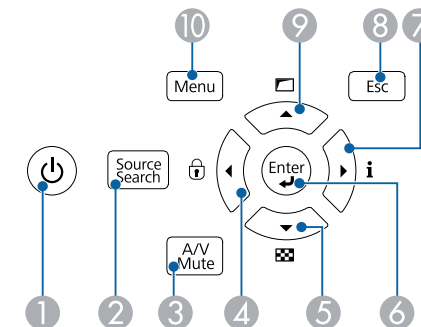 10 9 8 7
Menu
Esc
Source
Search
Enter
i
A/V
Mute
1 2 3 4 5 6